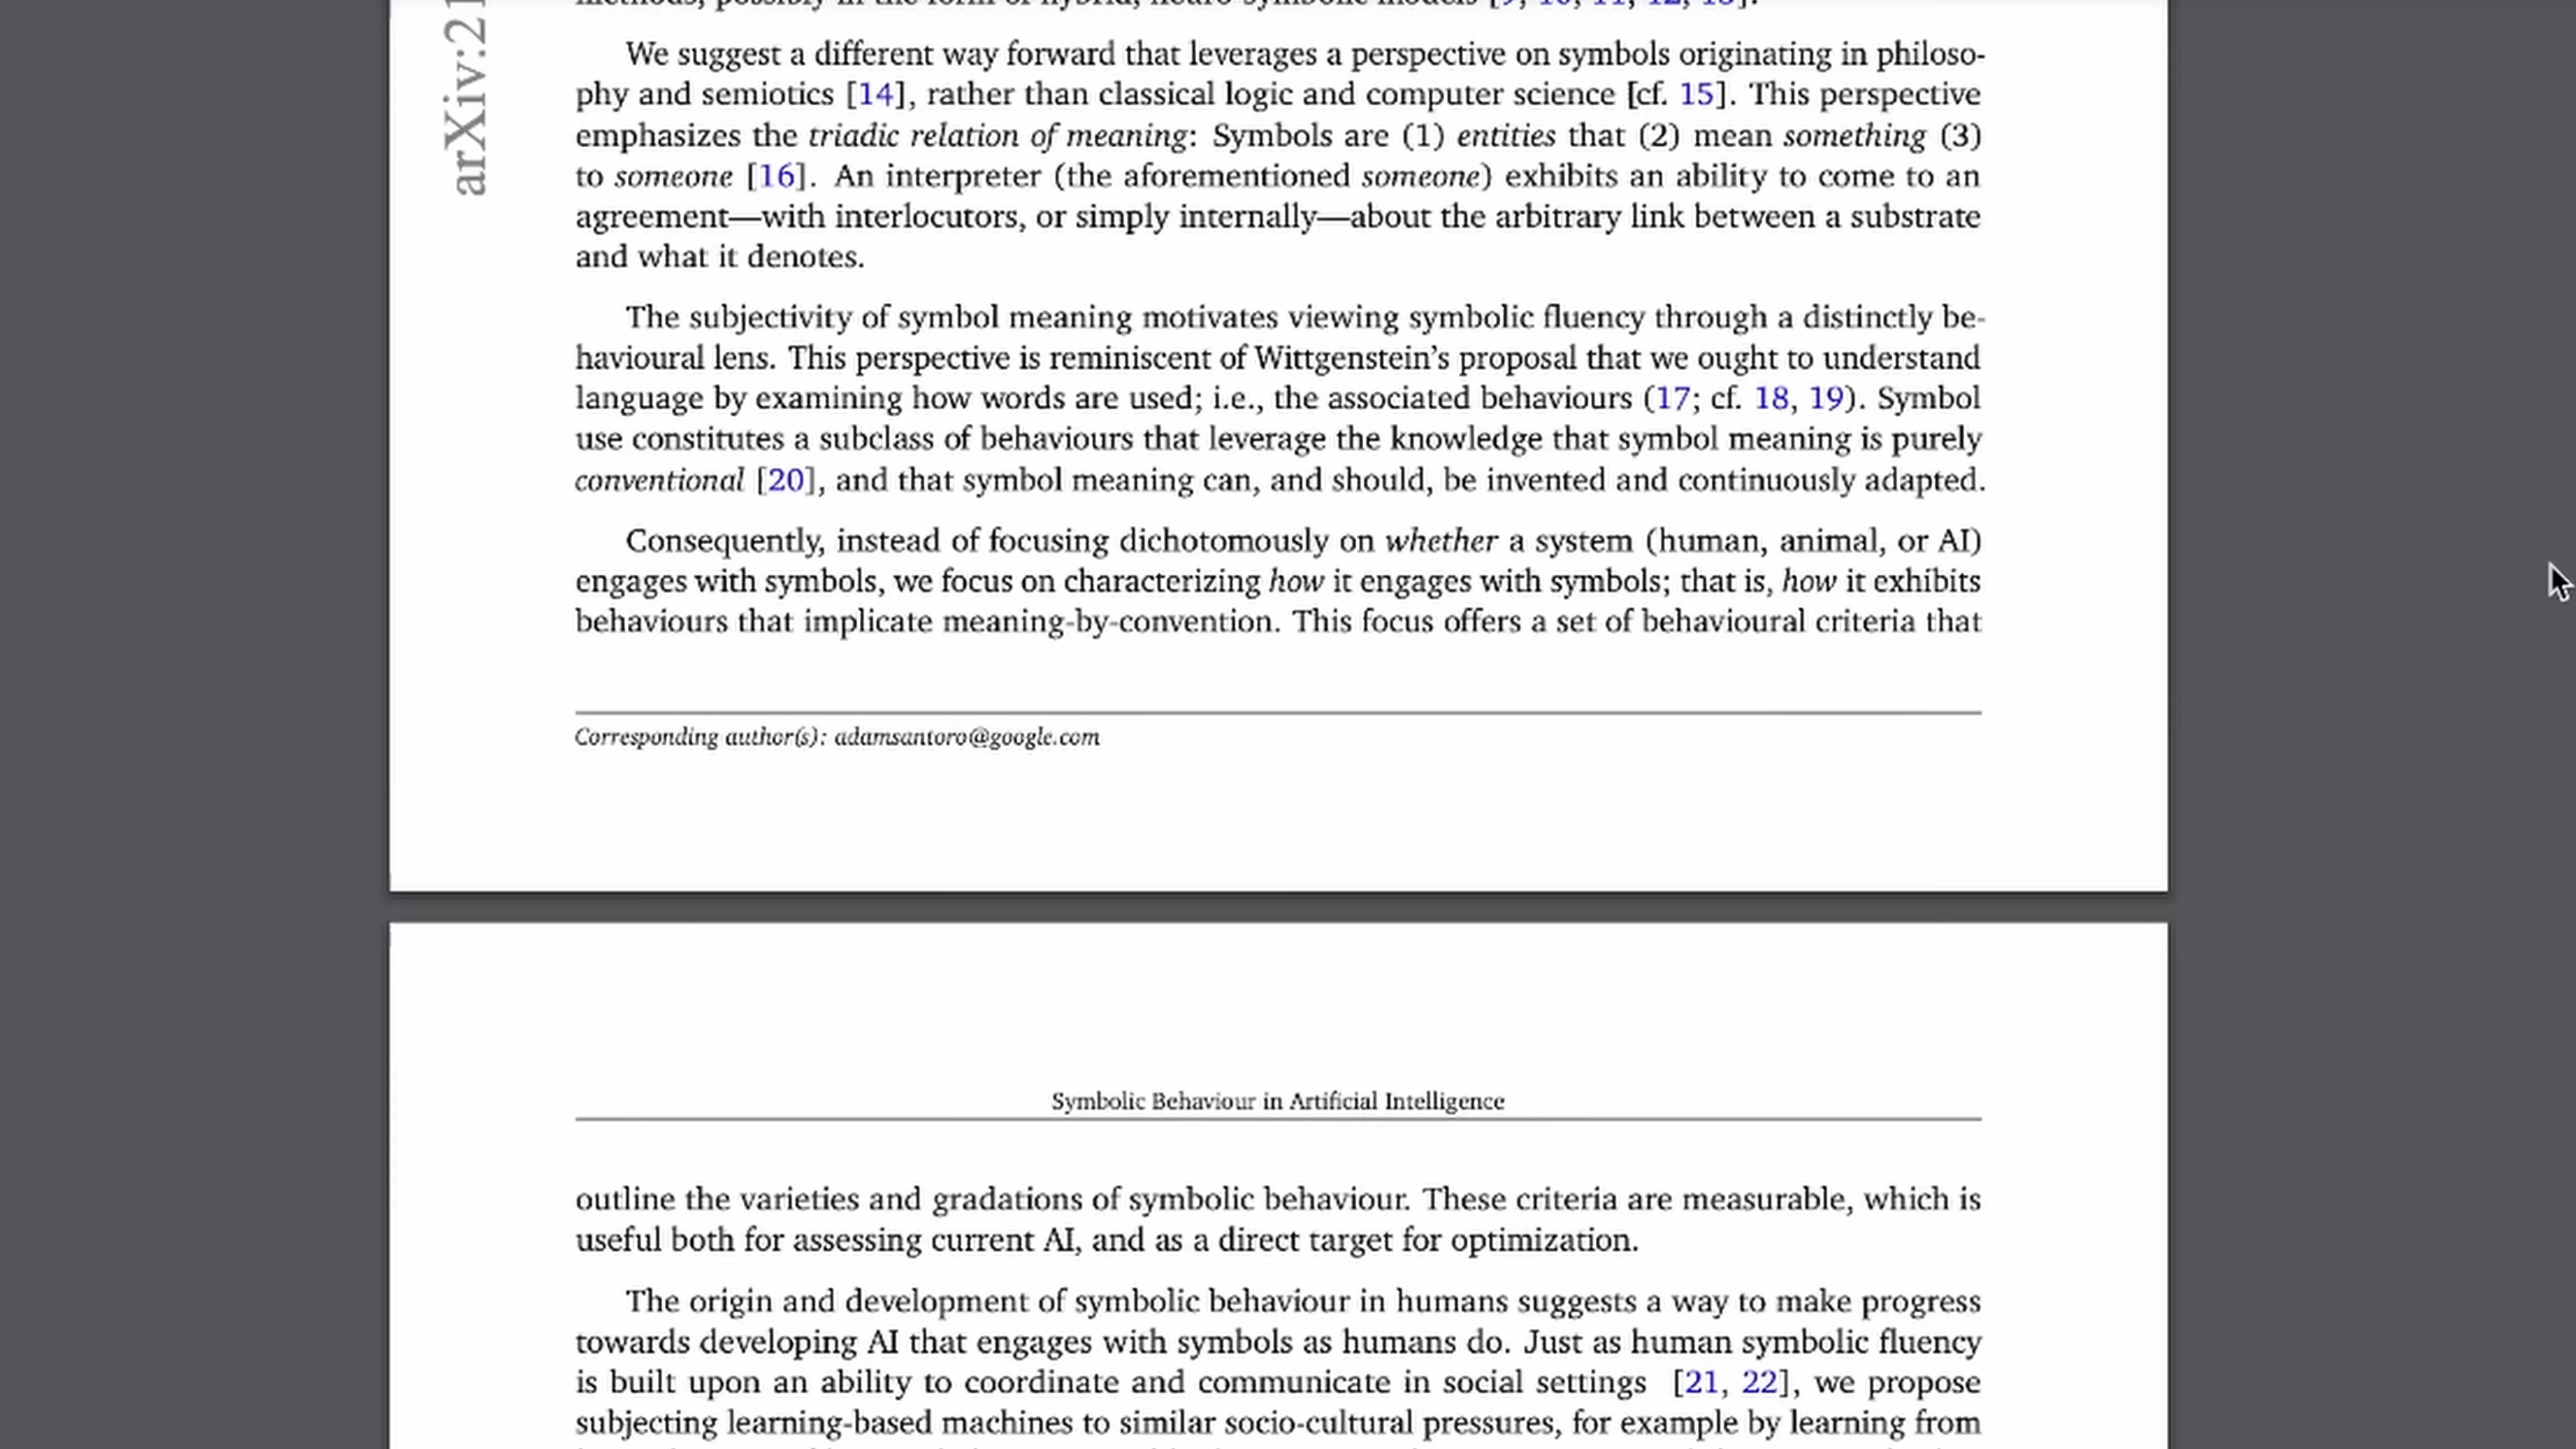 arXiv:21
We suggest a different way forward that leverages a perspective on symbols originating in philoso-
phy and semiotics [14], rather than classical logic and computer science [cf. 15]. This perspective
emphasizes the triadic relation of meaning: Symbols are (1) entities that (2) mean something (3)
to someone [16]. An interpreter (the aforementioned someone) exhibits an ability to come to an
agreement—with interlocutors, or simply internally—about the arbitrary link between a substrate
and what it denotes.
The subjectivity of symbol meaning motivates viewing symbolic fluency through a distinctly be-
havioural lens. This perspective is reminiscent of Wittgenstein's proposal that we ought to understand
language by examining how words are used; i.e., the associated behaviours (17; cf. 18, 19). Symbol
use constitutes a subclass of behaviours that leverage the knowledge that symbol meaning is purely
conventional [20], and that symbol meaning can, and should, be invented and continuously adapted.
Consequently, instead of focusing dichotomously on whether a system (human, animal, or AI)
engages with symbols, we focus on characterizing how it engages with symbols; that is, how it exhibits
behaviours that implicate meaning-by-convention. This focus offers a set of behavioural criteria that
Corresponding author(s): adamsantoro@google.com
Symbolic Behaviour in Artificial Intelligence
outline the varieties and gradations of symbolic behaviour. These criteria are measurable, which is
useful both for assessing current AI, and as a direct target for optimization.
The origin and development of symbolic behaviour in humans suggests a way to make progress
towards developing AI that engages with symbols as humans do. Just as human symbolic fluency
is built upon an ability to coordinate and communicate in social settings [21, 22], we propose
subjecting learning-based machines to similar socio-cultural pressures, for example by learning from